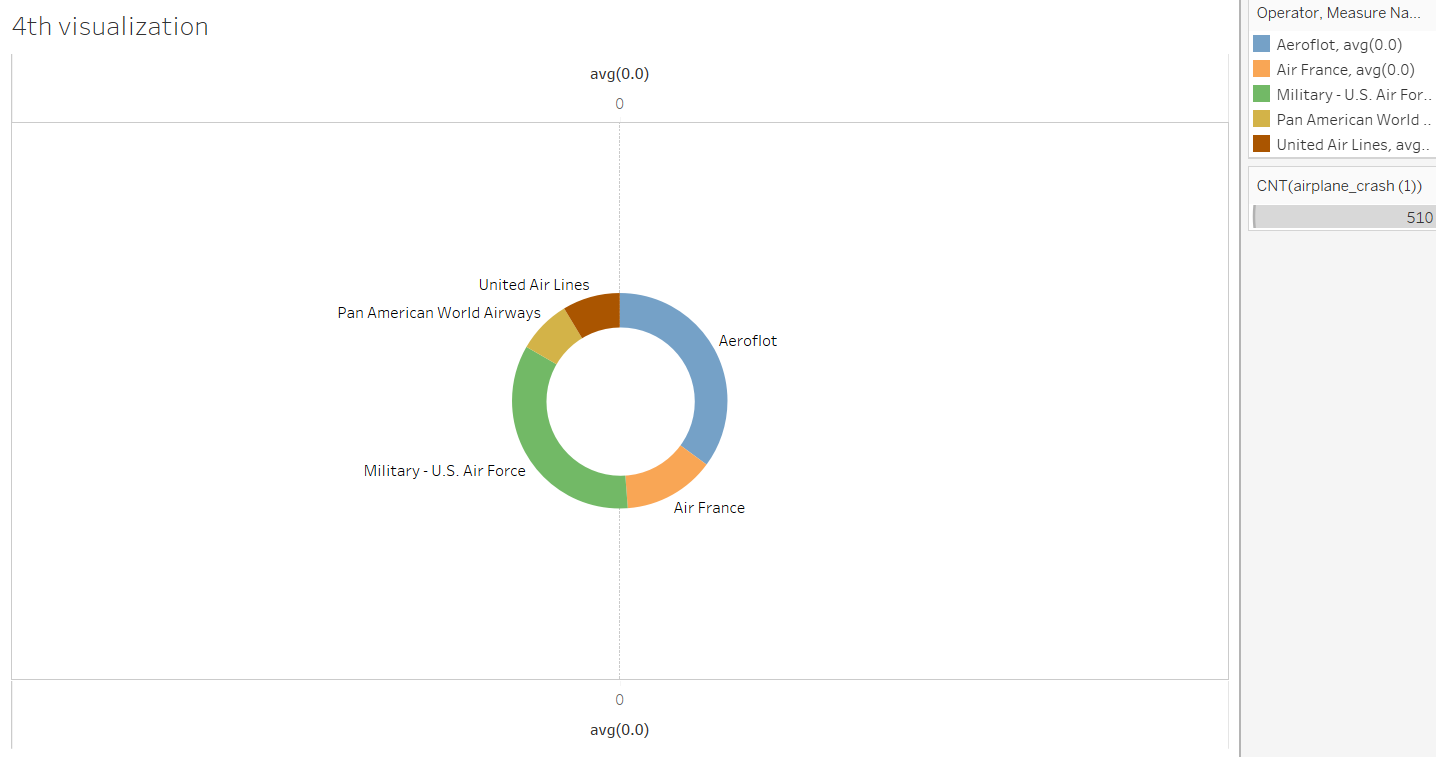 4th visualization
avg(0.0)
0
United Air Lines
Pan American World Airways
Aeroflot
Military - U.S. Air Force
Air France
0
avg(0.0)
Operator, Measure Na...
Aeroflot, avg(0.0)
Air France, avg(0.0)
Military - U.S. Air For..
Pan American World ..
United Air Lines, avg..
CNT(airplane_crash (1))
510